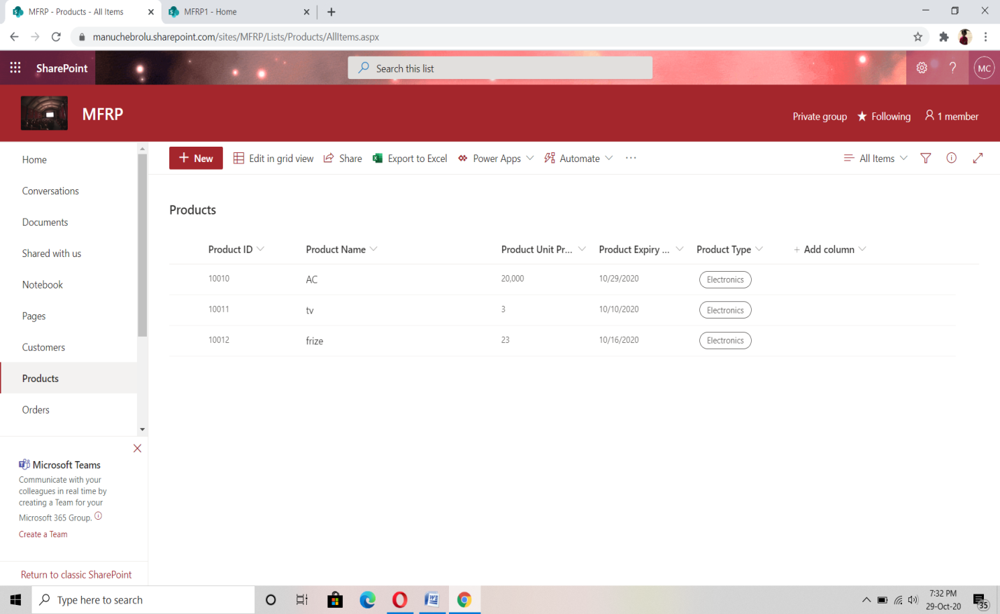 MFRP - Products - All Items
MFRP1 - Home
manuchebrolu.sharepoint.com/sites/MFRP/Lists/Products/AllItems.aspx
SharePoint
Search this list
MC
MFRP
Private group
Following
1 member
Home
Conversations
Documents
Shared with us
Notebook
Pages
Customers
Products
Orders
+ New
Edit in grid view
Share
Export to Excel
Power Apps
Automate
...
All Items
Products
Product ID
Product Name
Product Unit Pr...
Product Expiry ...
Product Type
+ Add column
10010 AC 20,000 10/29/2020 Electronics
10011 tv 3 10/10/2020 Electronics
10012 frize 23 10/16/2020 Electronics
Microsoft Teams
Communicate with your
colleagues in real time by
creating a Team for your
Microsoft 365 Group.
Create a Team
Return to classic SharePoint
Type here to search
7:32 PM
29-Oct-20
35